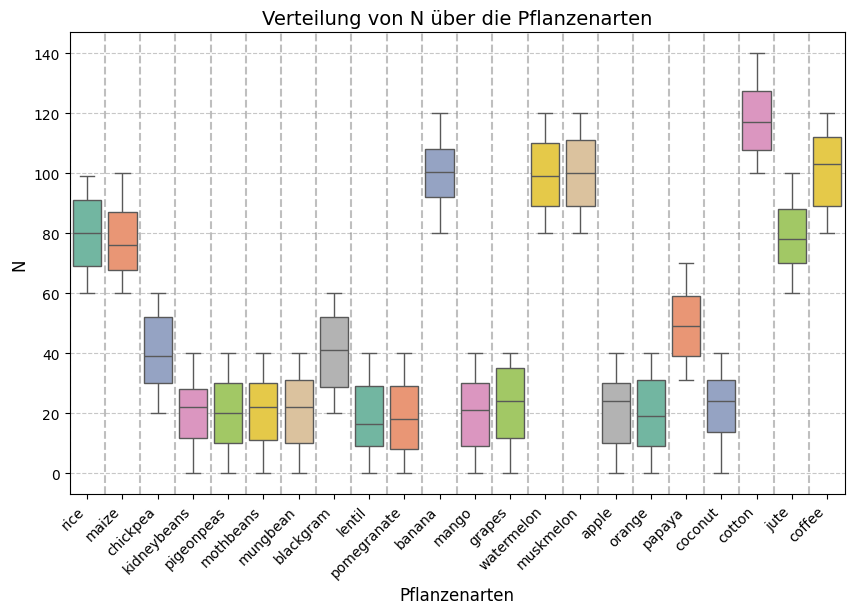 Verteilung von N über die Pflanzenarten
N
140
120
100
80
60
40
20
0
rice
maize
chickpea
kidneybeans
pigeonpeas
mothbeans
mungbean
blackgram
lentil
pomegranate
banana
mango
grapes
watermelon
muskmelon
apple
orange
papaya
coconut
cotton
jute
coffee
Pflanzenarten